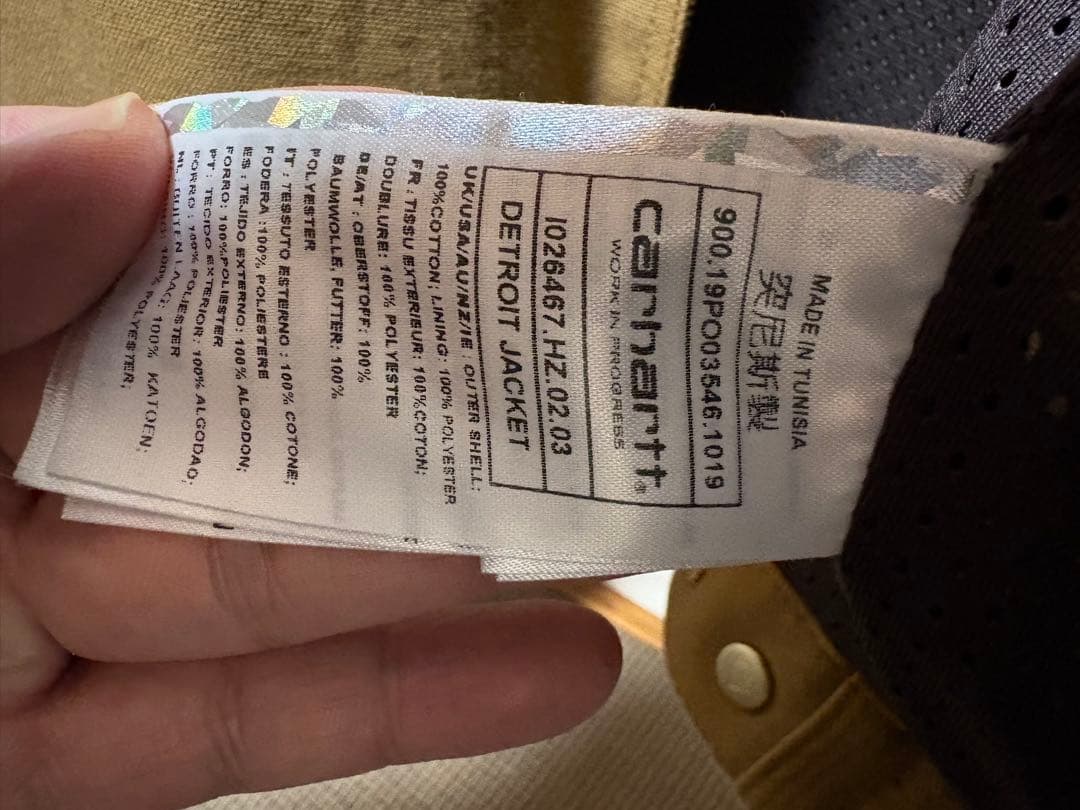 MADE IN TUNISIA
突尼斯製
900.19PO03546.1019
carhartt
WORK IN PROGRESS
I026467.HZ.02.03
DETROIT JACKET
UK/USA/AU/NZ/IE : OUTER SHELL:
100%COTTON; LINING: 100% POLYESTER
FR : TISSU EXTERIEUR: 100%COTON;
DOUBLURE: 100% POLYESTER
DE/AT : OBERSTOFF: 100%
BAUMWOLLE, FUTTER: 100%
POLYESTER
IT : TESSUTO ESTERNO : 100% COTONE;
FODERA :100% POLIESTERE
ES : TEJIDO EXTERNO: 100% ALGODON;
FORRO: 100%POLIESTER
PT : TECIDO EXTERIOR: 100% ALGODAO;
FORRO : 100% POLIESTER
NL : BUITENLAAG: 100% KATOEN;
100% POLYESTER;